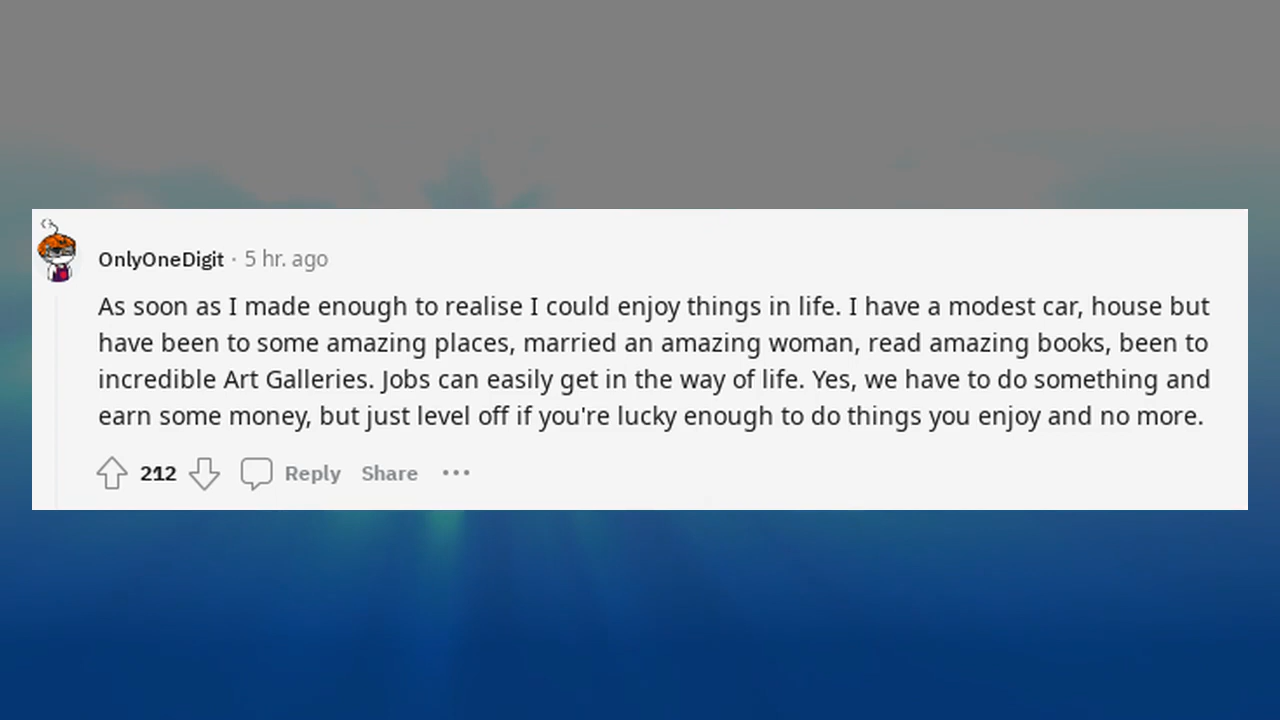 OnlyOneDigit · 5 hr. ago
As soon as I made enough to realise I could enjoy things in life. I have a modest car, house but
have been to some amazing places, married an amazing woman, read amazing books, been to
incredible Art Galleries. Jobs can easily get in the way of life. Yes, we have to do something and
earn some money, but just level off if you're lucky enough to do things you enjoy and no more.
212 Reply Share ···